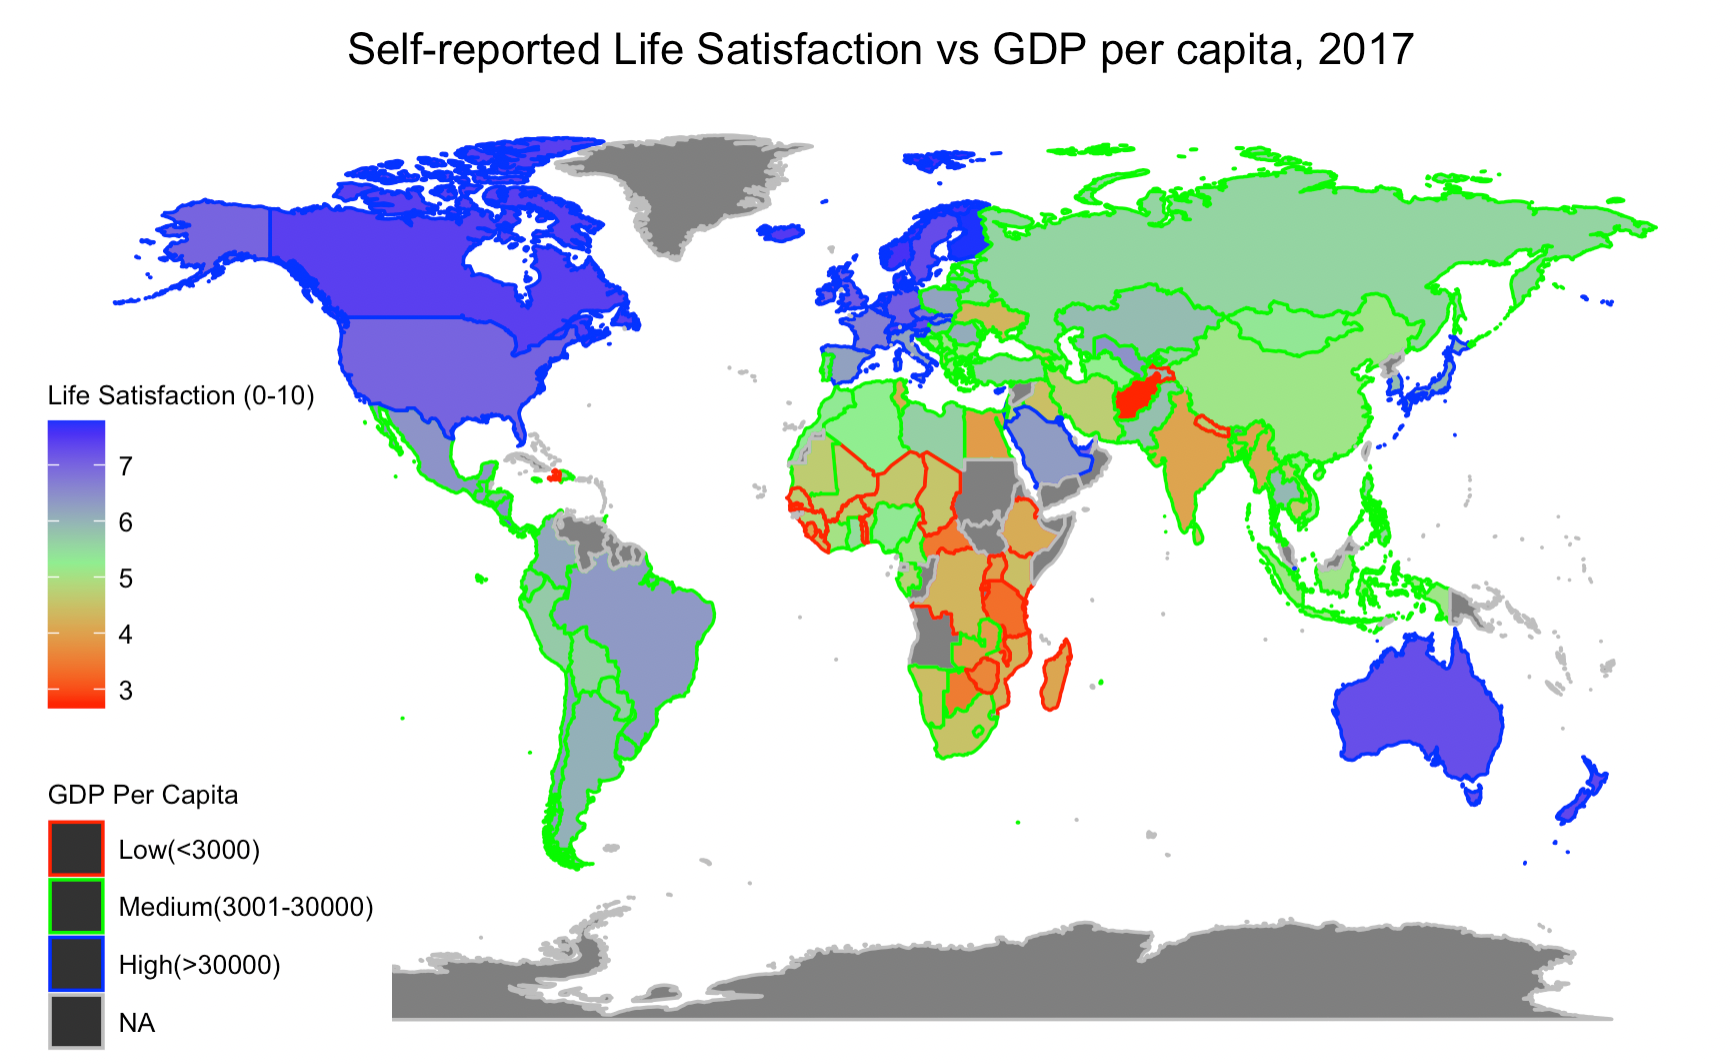 Self-reported Life Satisfaction vs GDP per capita, 2017
Life Satisfaction (0-10)
7
6
5
4
3
GDP Per Capita
Low(<3000)
Medium(3001-30000)
High(>30000)
NA